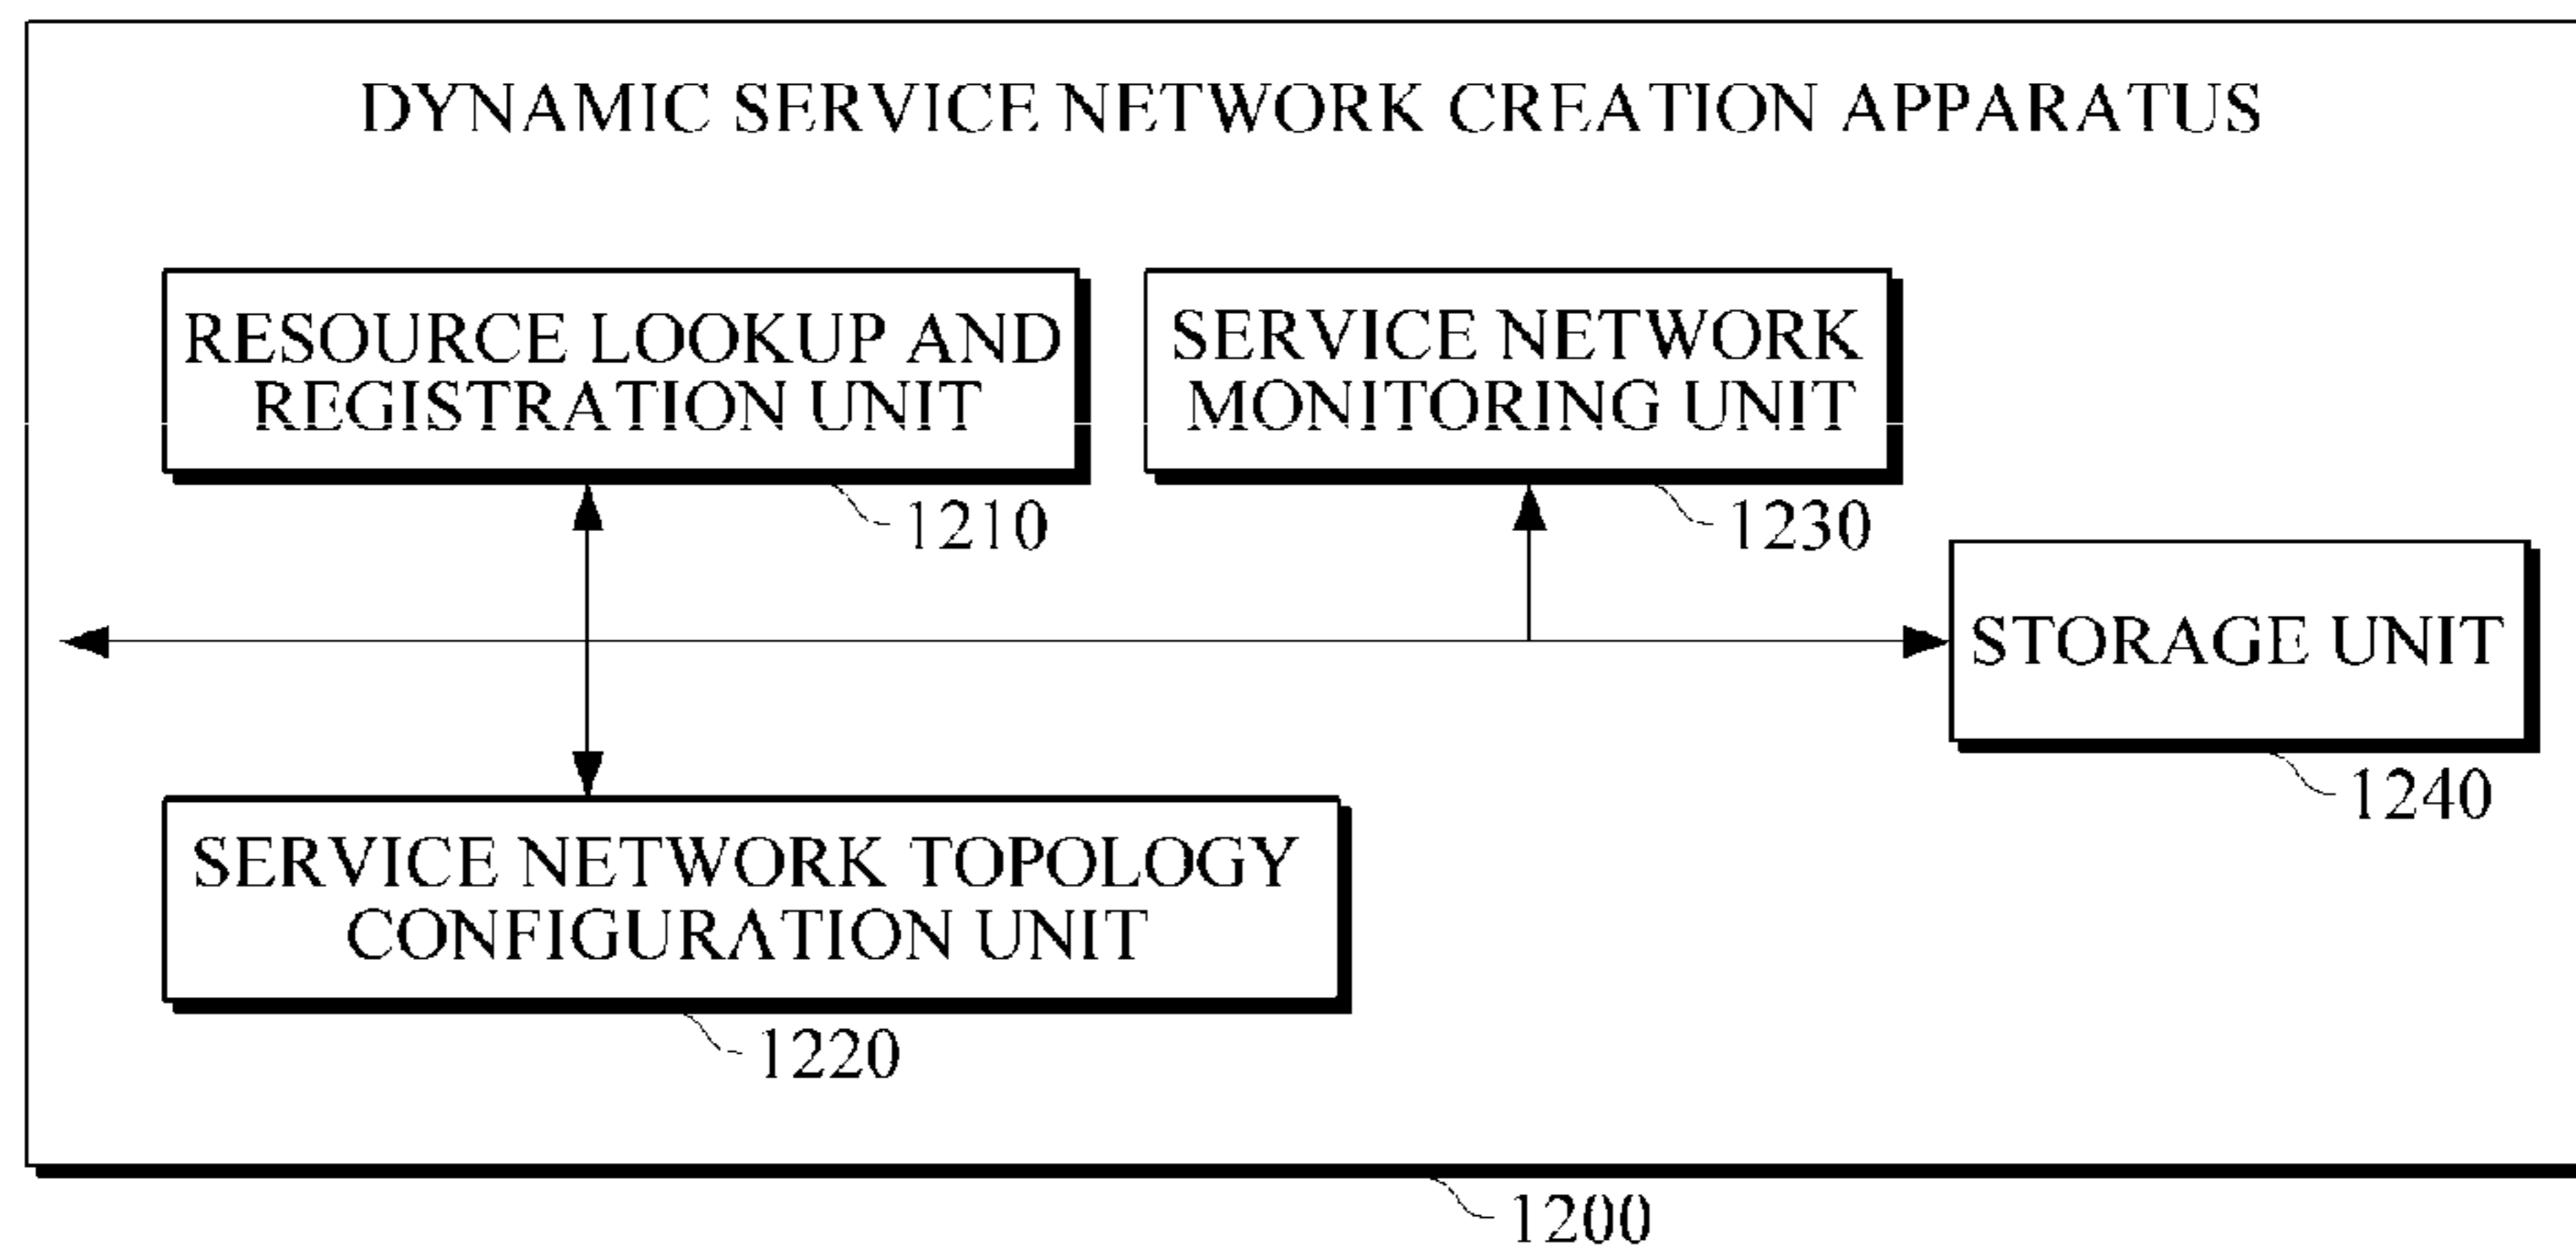 DYNAMIC SERVICE NETWORK CREATION APPARATUS
RESOURCE LOOKUP AND
REGISTRATION UNIT
1210
SERVICE NETWORK
MONITORING UNIT
1230
STORAGE UNIT
1240
SERVICE NETWORK TOPOLOGY
CONFIGURATION UNIT
1220
1200